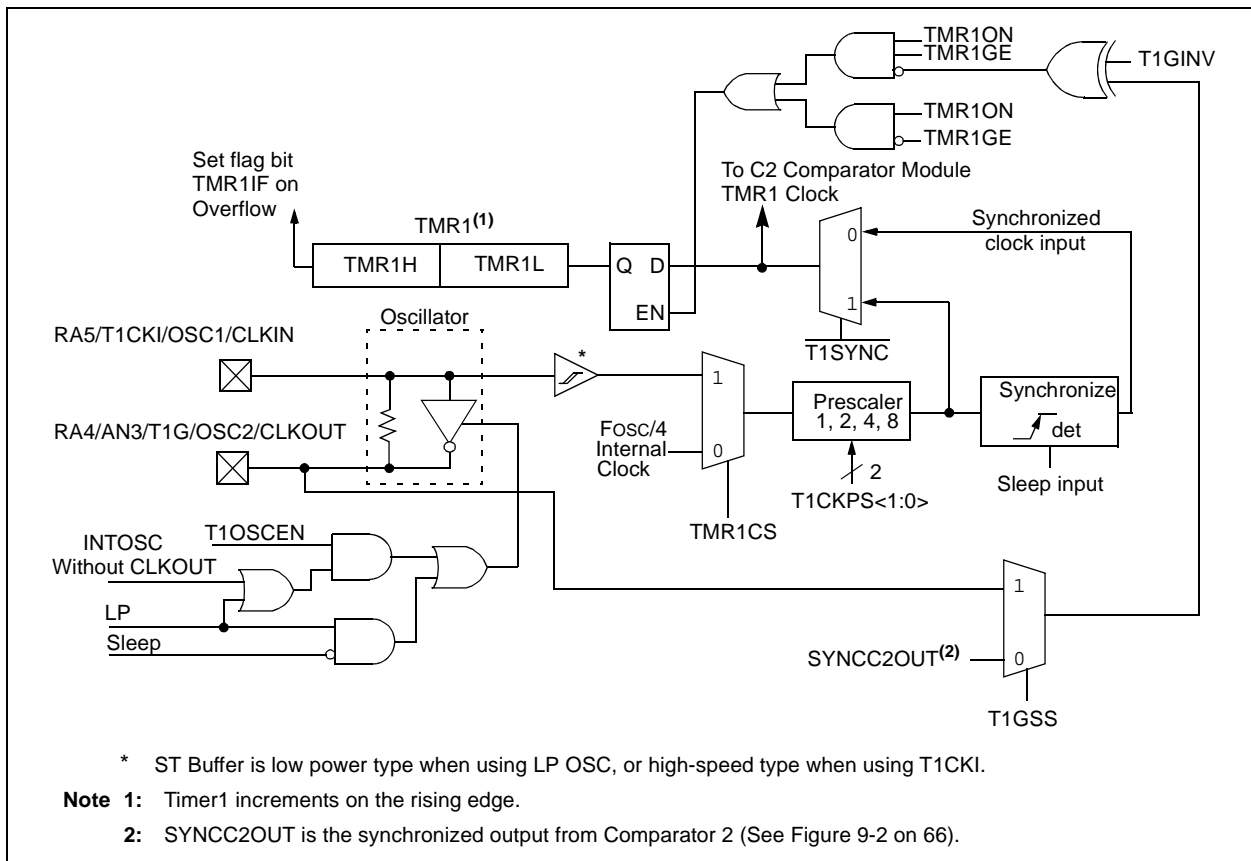 TMR1ON
TMR1GE
T1GINV
TMR1ON
TMR1GE
Set flag bit
TMR1IF on
Overflow
To C2 Comparator Module
TMR1 Clock
TMR1(1)
TMR1H
TMR1L
Q D
EN
0
1
Synchronized
clock input
T1SYNC
RA5/T1CKI/OSC1/CLKIN
Oscillator
*
1
0
FOSC/4
Internal
Clock
TMR1CS
Prescaler
1, 2, 4, 8
2
T1CKPS<1:0>
Synchronize
det
Sleep input
RA4/AN3/T1G/OSC2/CLKOUT
T1OSCEN
INTOSC
Without CLKOUT
LP
Sleep
1
0
SYNCC2OUT(2)
T1GSS
* ST Buffer is low power type when using LP OSC, or high-speed type when using T1CKI.
Note 1: Timer1 increments on the rising edge.
2: SYNCC2OUT is the synchronized output from Comparator 2 (See Figure 9-2 on 66).